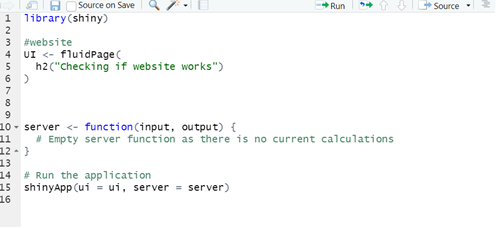 Source on Save
Run
Source
1 library(shiny)
2
3 #website
4 UI <- fluidPage(
5 h2("Checking if website works")
6 )
7
8
9
10 server <- function(input, output) {
11 # Empty server function as there is no current calculations
12 }
13
14 # Run the application
15 shinyApp(ui = ui, server = server)
16